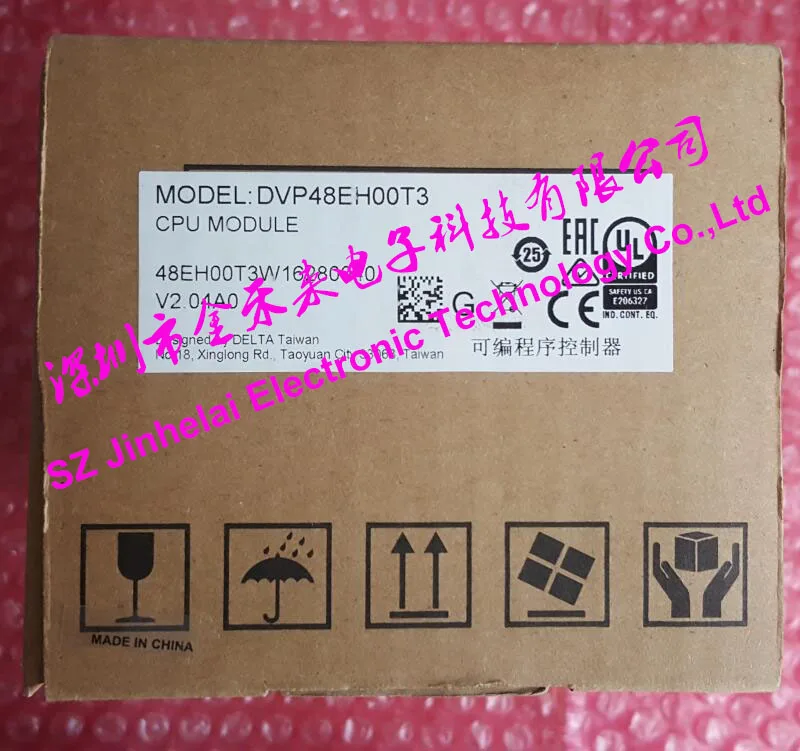 MODEL: DVP48EH00T3
CPU MODULE
V2.04A0
DELTA Taiwan
Xinglong Rd., Taoyuan City Taiwan
可编程序控制器
25
EAC
UL
CERTIFIED
SAFETY US CA
E206327
IND. CONT. EQ.
G
CE
深圳市金禾来电子科技有限公司
SZ Jinhelai Electronic Technology Co.,Ltd
MADE IN CHINA